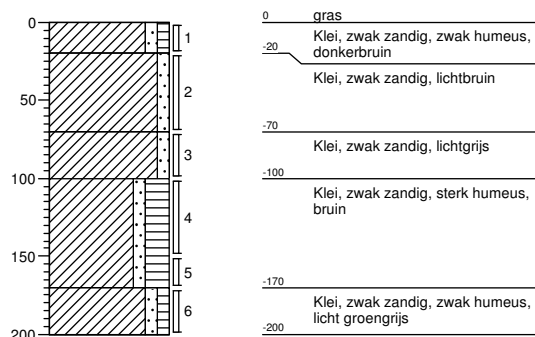 0
50
100
150
200
1
2
3
4
5
6
0
gras
Klei, zwak zandig, zwak humeus,
donkerbruin
-20
Klei, zwak zandig, lichtbruin
-70
Klei, zwak zandig, lichtgrijs
-100
Klei, zwak zandig, sterk humeus,
bruin
-170
Klei, zwak zandig, zwak humeus,
licht groengrijs
-200